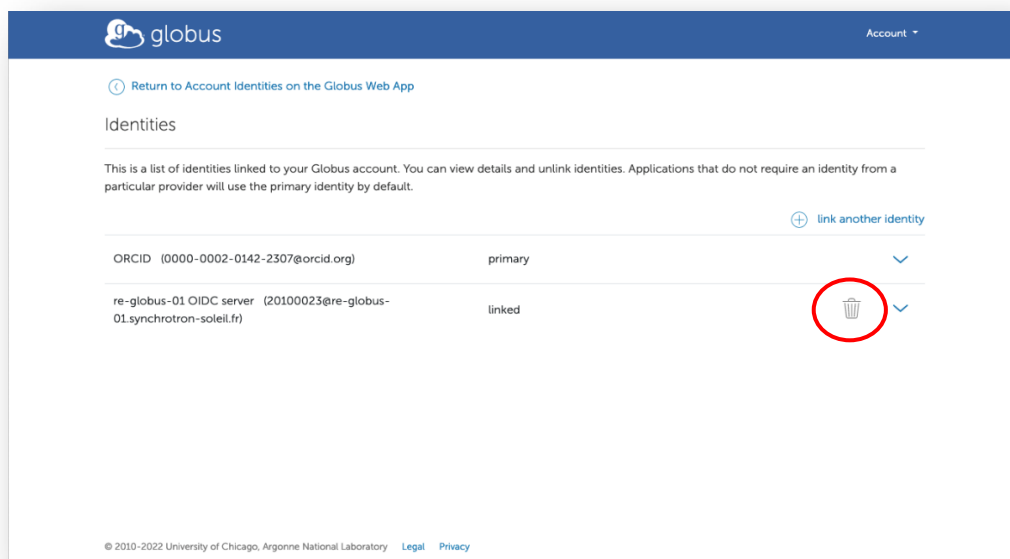 globus
Account
Return to Account Identities on the Globus Web App
Identities
This is a list of identities linked to your Globus account. You can view details and unlink identities. Applications that do not require an identity from a
particular provider will use the primary identity by default.
link another identity
ORCID (0000-0002-0142-2307@orcid.org) primary
re-globus-01 OIDC server (20100023@re-globus-
01.synchrotron-soleil.fr) linked
© 2010-2022 University of Chicago, Argonne National Laboratory Legal Privacy